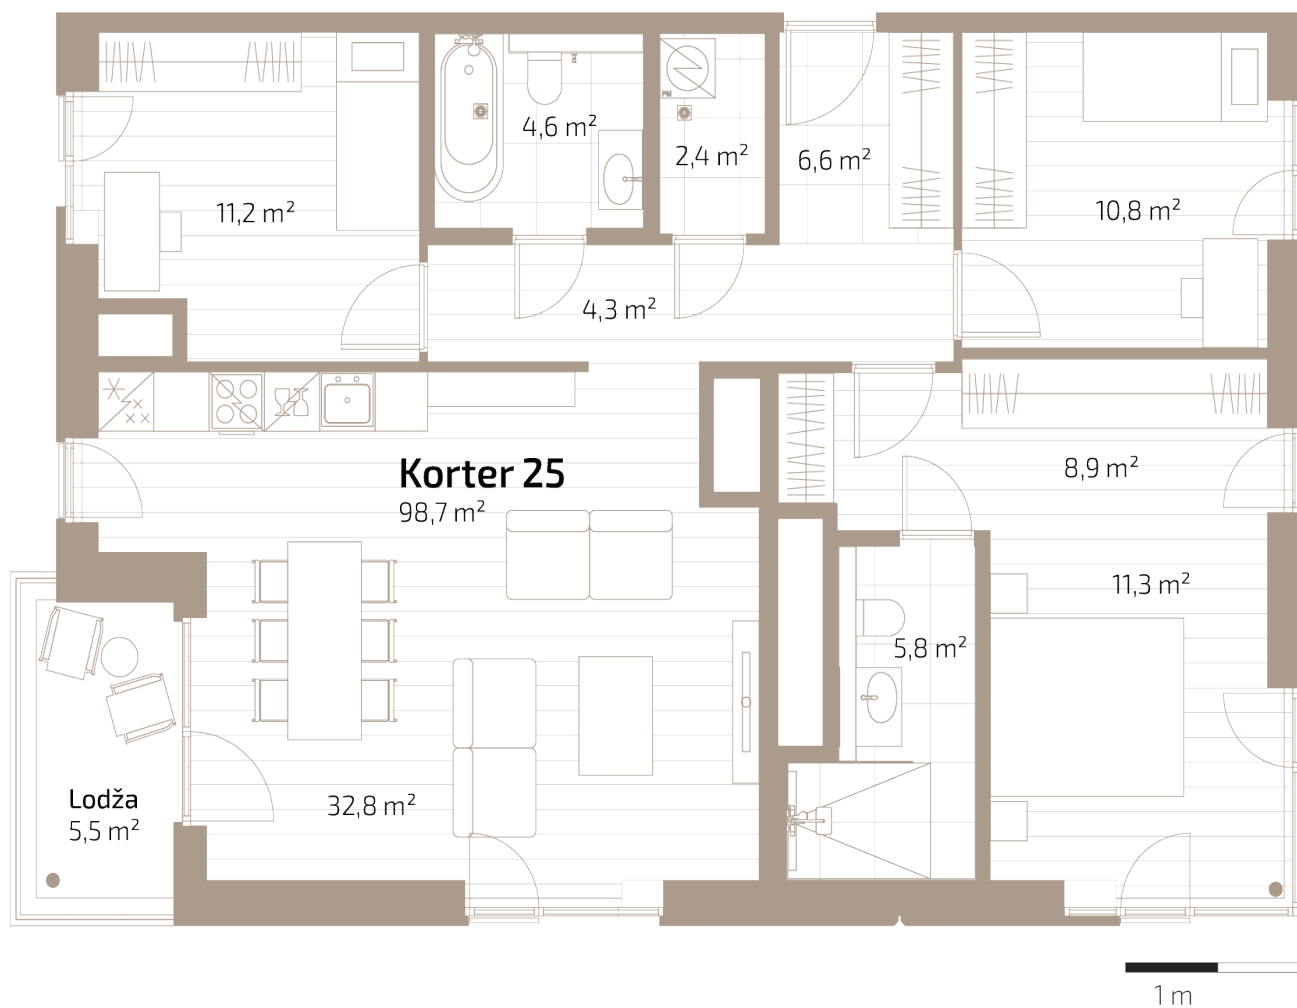 4,6 m²
2,4 m²
6,6 m²
11,2 m²
10,8 m²
4,3 m²
Korter 25
98,7 m²
8,9 m²
11,3 m²
5,8 m²
Lodža
5,5 m²
32,8 m²
PM
1 m